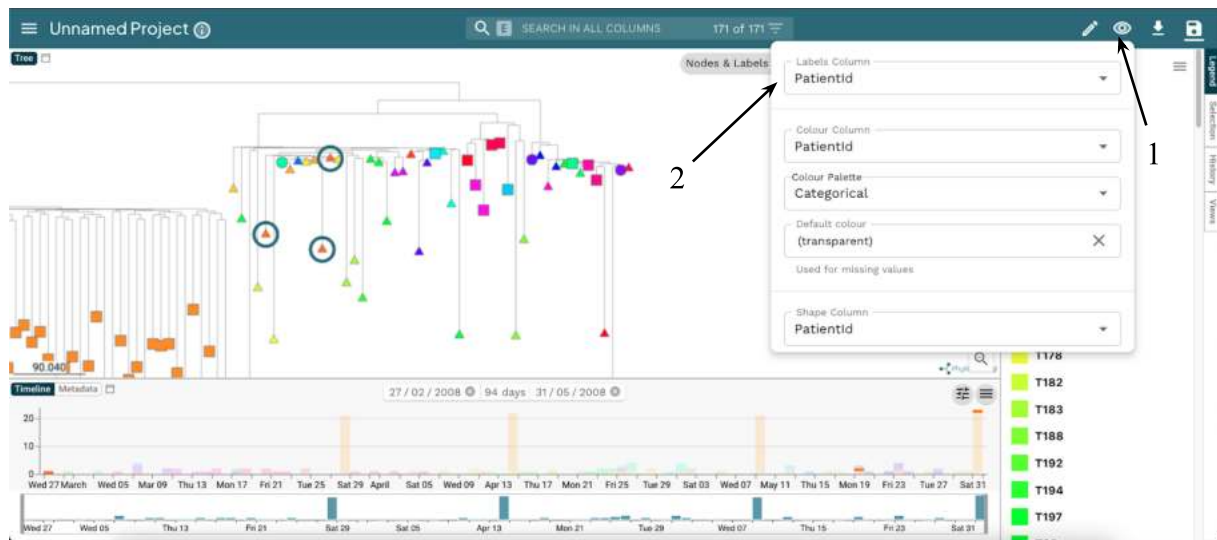 Unnamed Project
E SEARCH IN ALL COLUMNS 171 of 171
Tree
Nodes & Labels
Labels Column
PatientId
Colour Column
PatientId
Colour Palette
Categorical
Default colour
(transparent)
Used for missing values
Shape Column
PatientId
1
2
Legend
Selection
History
Views
90.040
Timeline Metadata
27 / 02 / 2008 94 days 31 / 05 / 2008
20
10
0
Wed 27 March Wed 05 Mar 09 Thu 13 Mon 17 Fri 21 Tue 25 Sat 29 April Sat 05 Wed 09 Apr 13 Thu 17 Mon 21 Fri 25 Tue 29 Sat 03 Wed 07 May 11 Thu 15 Mon 19 Fri 23 Tue 27 Sat 31
Wed 27 Wed 05 Thu 13 Fri 21 Sat 29 Sat 05 Apr 13 Mon 21 Tue 29 Wed 07 Thu 15 Fri 23 Sat 31
T178
T182
T183
T188
T192
T194
T197